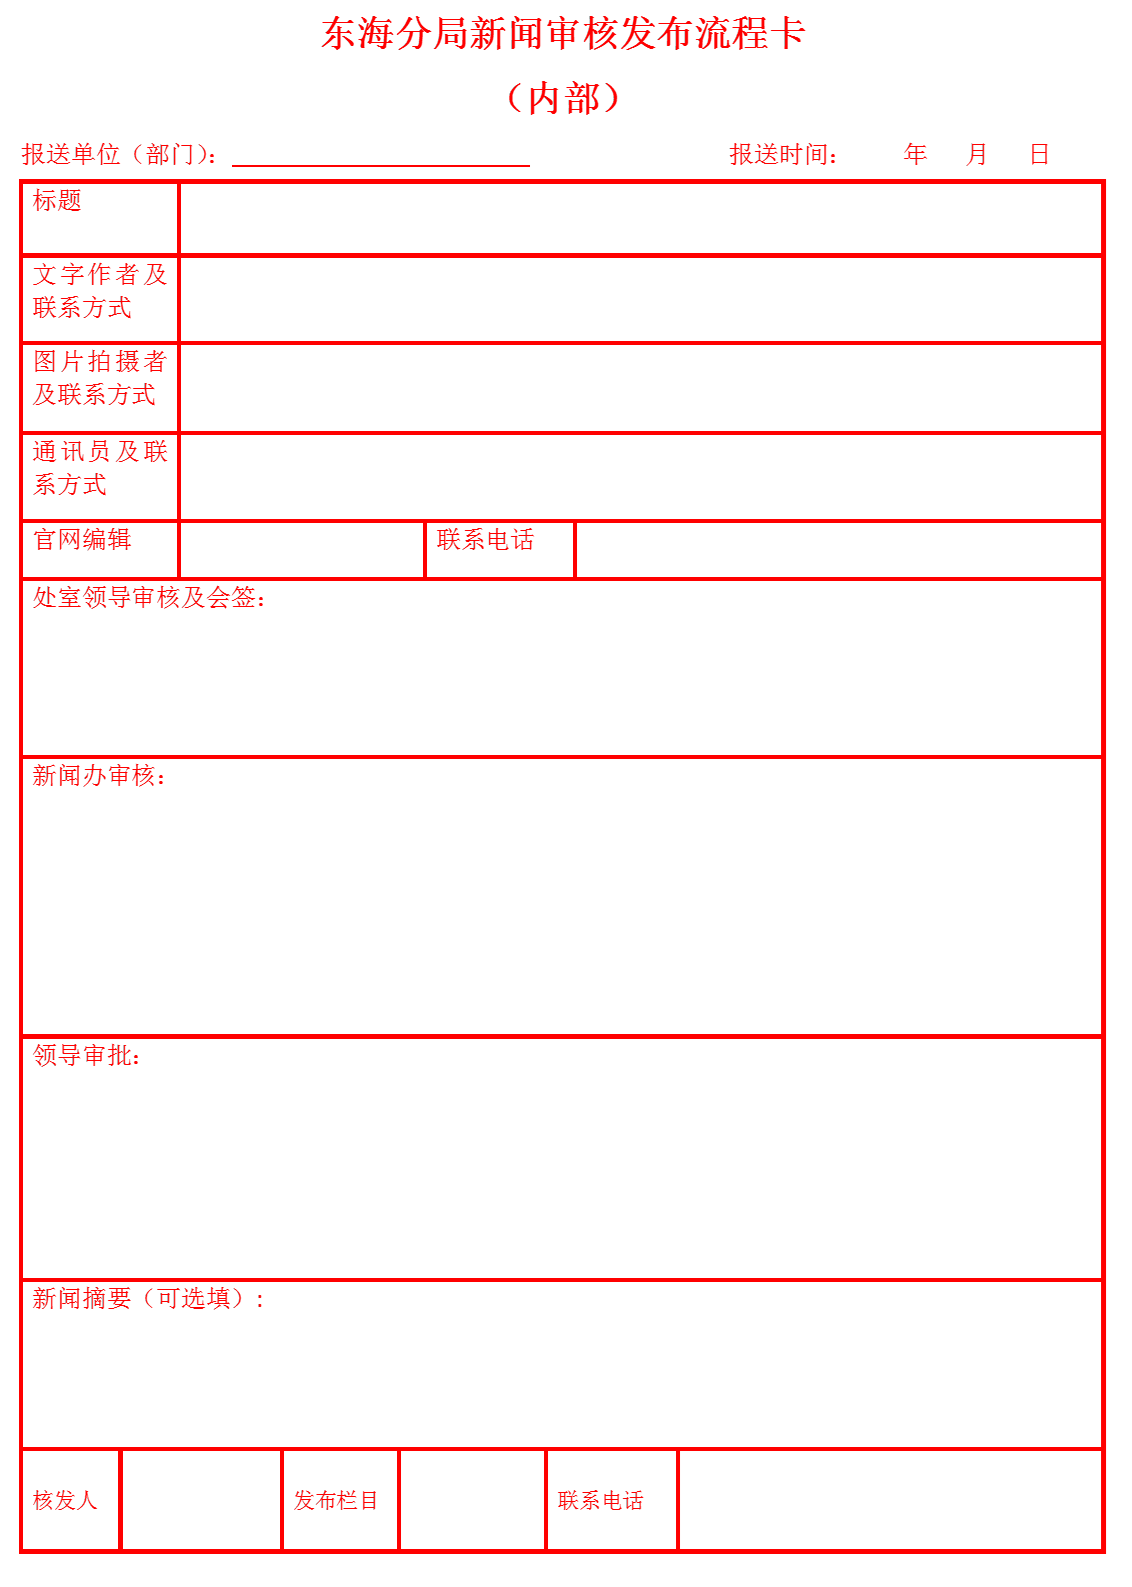 东海分局新闻审核发布流程卡
（内部）
报送单位（部门）： 报送时间： 年 月 日
标题
文字作者及
联系方式
图片拍摄者
及联系方式
通讯员及联
系方式
官网编辑 联系电话
处室领导审核及会签：
新闻办审核：
领导审批：
新闻摘要（可选填）：
核发人 发布栏目 联系电话